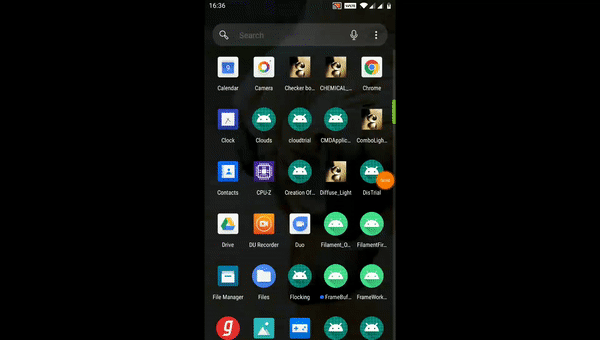 16:36
Search
Calendar
Camera
Checker bo...
CHEMICAL_...
Chrome
Clock
Clouds
cloudtrial
CMDApplic...
ComboLigh...
Contacts
CPU-Z
Creation Of...
Diffuse_Light
DisTrial
Drive
DU Recorder
Duo
Filament_O...
FilamentFir...
File Manager
Files
Flocking
FrameBuf...
FrameWork...